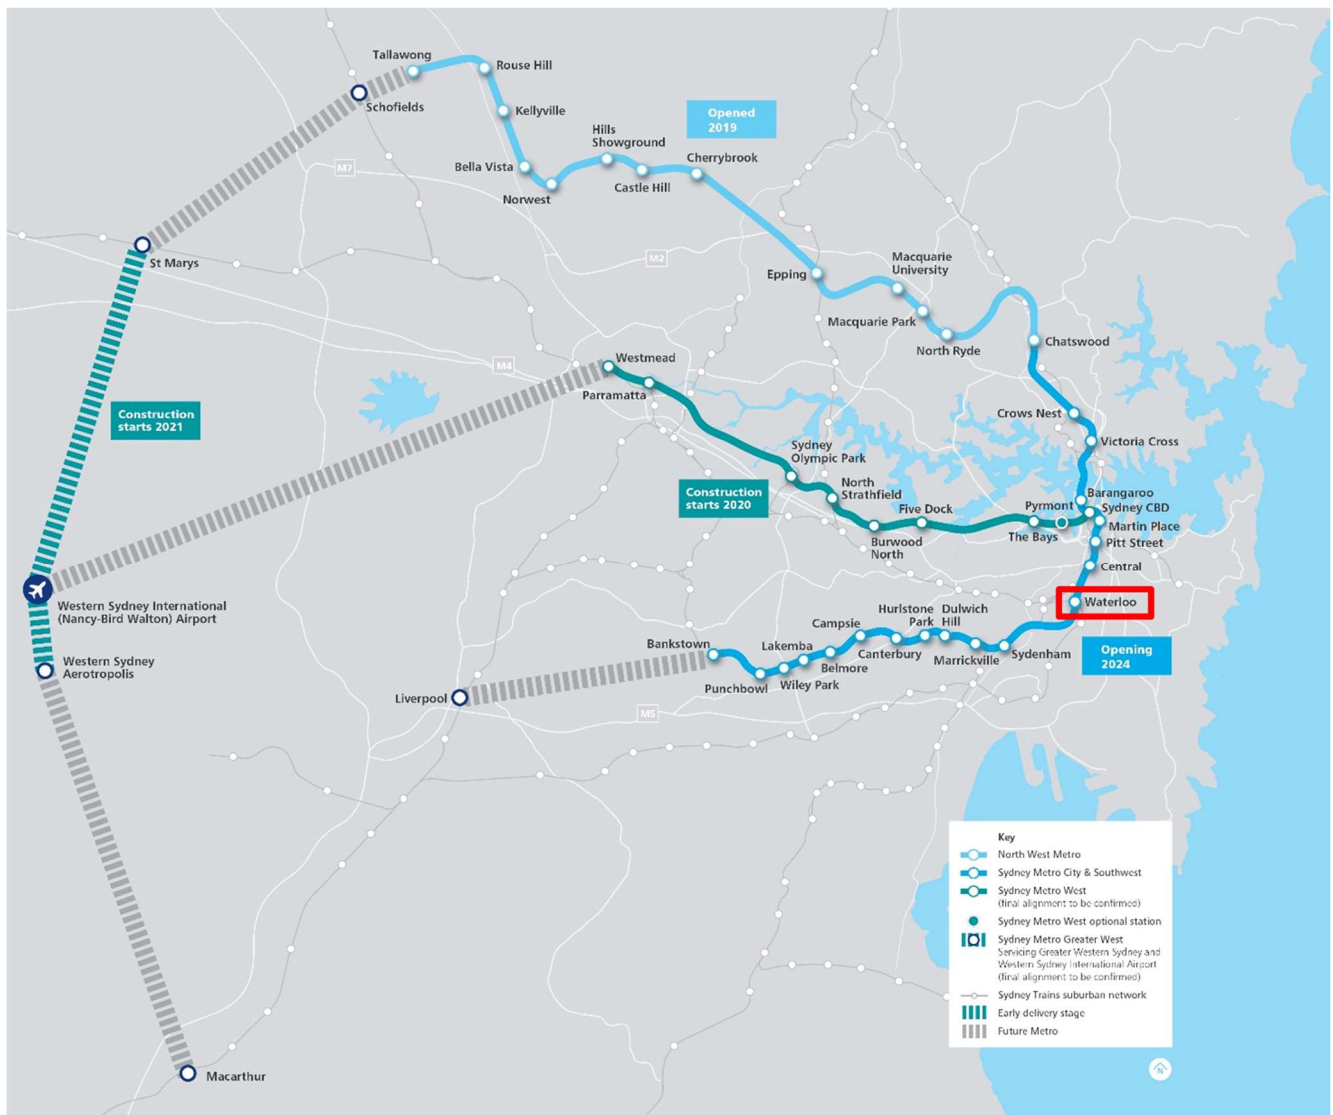 Tallawong
Rouse Hill
Schofields
Kellyville
Opened
2019
Hills
Showground
Cherrybrook
M7
Bella Vista
Castle Hill
Norwest
St Marys
M2
Macquarie
University
Epping
Macquarie Park
North Ryde
Chatswood
Westmead
M4
Parramatta
Construction
starts 2021
Crows Nest
Victoria Cross
Sydney
Olympic Park
North
Strathfield
Construction
starts 2020
Barangaroo
Pyrmont
Sydney CBD
Five Dock
Martin Place
The Bays
Pitt Street
Burwood
North
Central
Waterloo
Western Sydney International
(Nancy-Bird Walton) Airport
Hurlstone
Park
Dulwich
Hill
Campsie
Bankstown
Lakemba
Canterbury
Marrickville
Sydenham
Opening
2024
Belmore
Wiley Park
Punchbowl
Western Sydney
Aerotropolis
Liverpool
M5
Key
North West Metro
Sydney Metro City & Southwest
Sydney Metro West
(final alignment to be confirmed)
Sydney Metro West optional station
Sydney Metro Greater West
Servicing Greater Western Sydney and
Western Sydney International Airport
(final alignment to be confirmed)
Sydney Trains suburban network
Early delivery stage
Future Metro
Macarthur
N